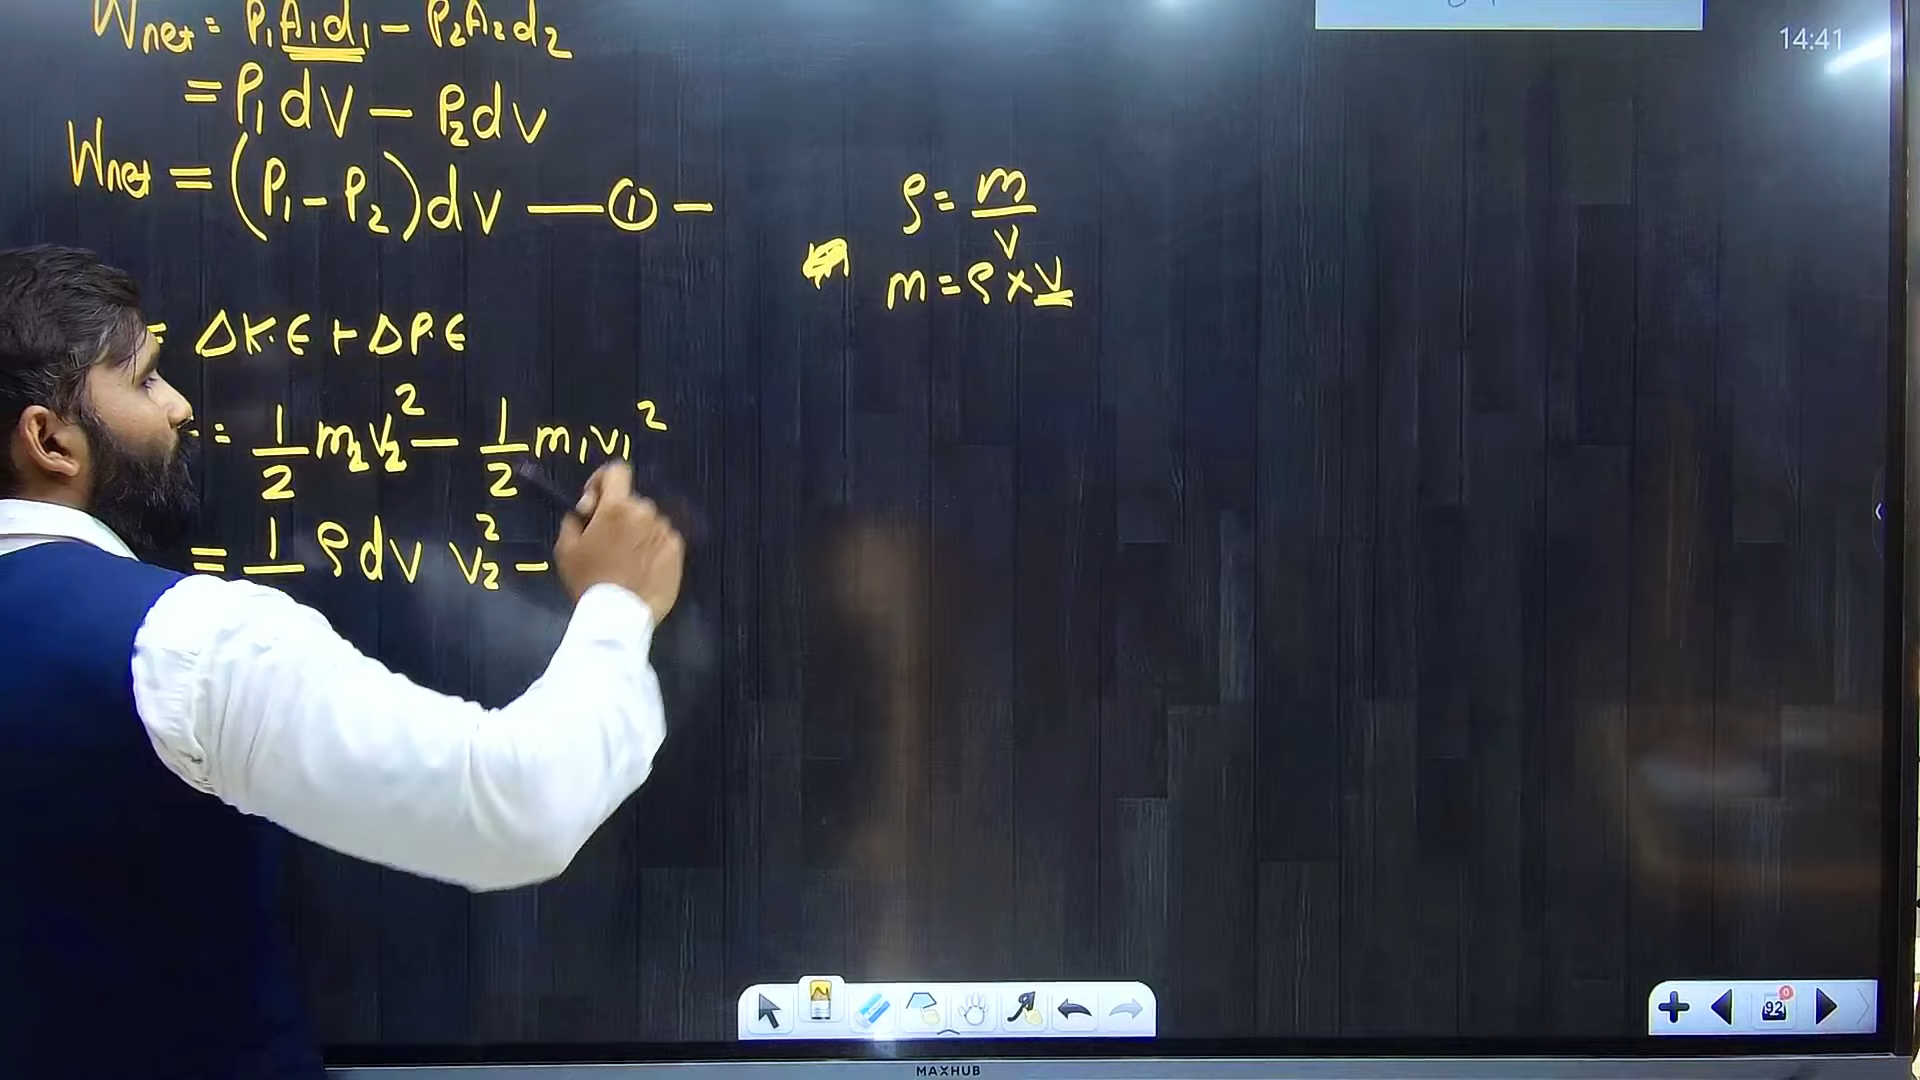 Wnet = P₁A₁d₁ - P₂A₂d₂
= P₁dV - P₂dV
Wnet = (P₁ - P₂)dV — ① -
ρ = m/V
m = ρ × V
= ΔK.E + ΔP.E
= 1/2 m₂v₂² - 1/2 m₁v₁²
= 1 ρdV v₂² -
14:41
92
0
MAXHUB